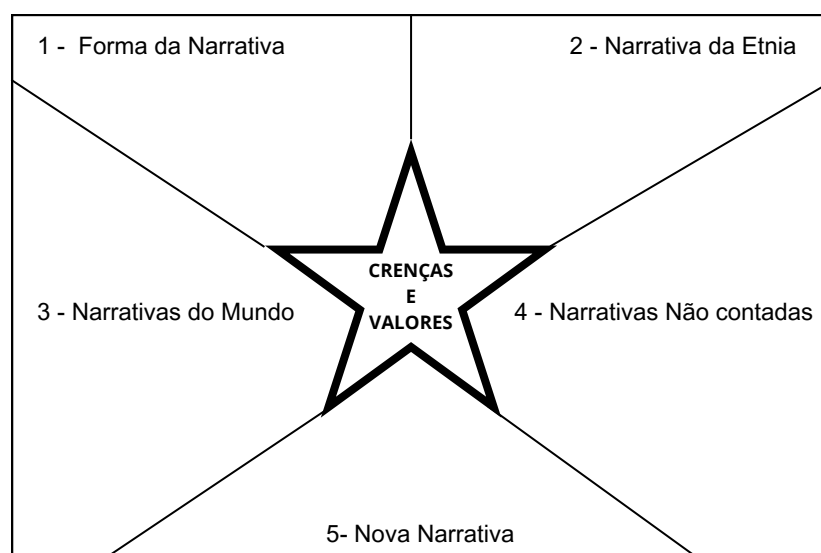 1 - Forma da Narrativa
2 - Narrativa da Etnia
CRENÇAS
E
VALORES
3 - Narrativas do Mundo
4 - Narrativas Não contadas
5- Nova Narrativa